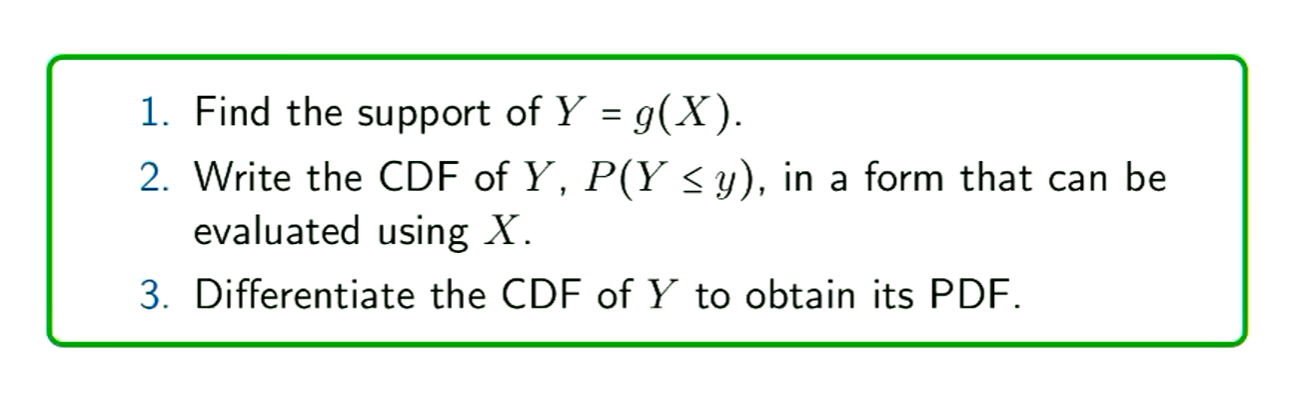 1. Find the support of Y = g(X).
2. Write the CDF of Y, P(Y ≤ y), in a form that can be
evaluated using X.
3. Differentiate the CDF of Y to obtain its PDF.